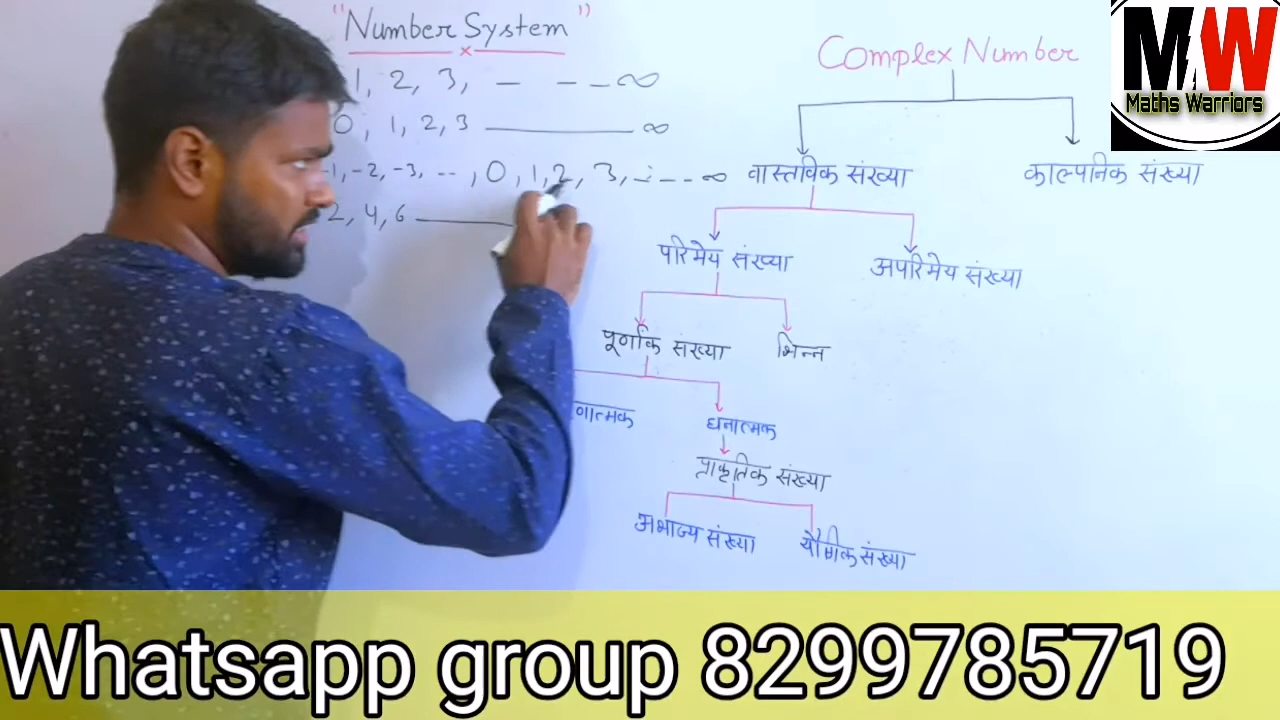 "Number System"
1, 2, 3, — — – ∞
0, 1, 2, 3 ——— ∞
-1, -2, -3, -- , 0, 1, 2, 3, --- ∞
2, 4, 6 ———
Complex Number
वास्तविक संख्या काल्पनिक संख्या
परिमेय संख्या अपरिमेय संख्या
पूर्णांक संख्या भिन्न
णात्मक धनात्मक
प्राकृतिक संख्या
अभाज्य संख्या यौगिक संख्या
MW
Maths Warriors
Whatsapp group 8299785719